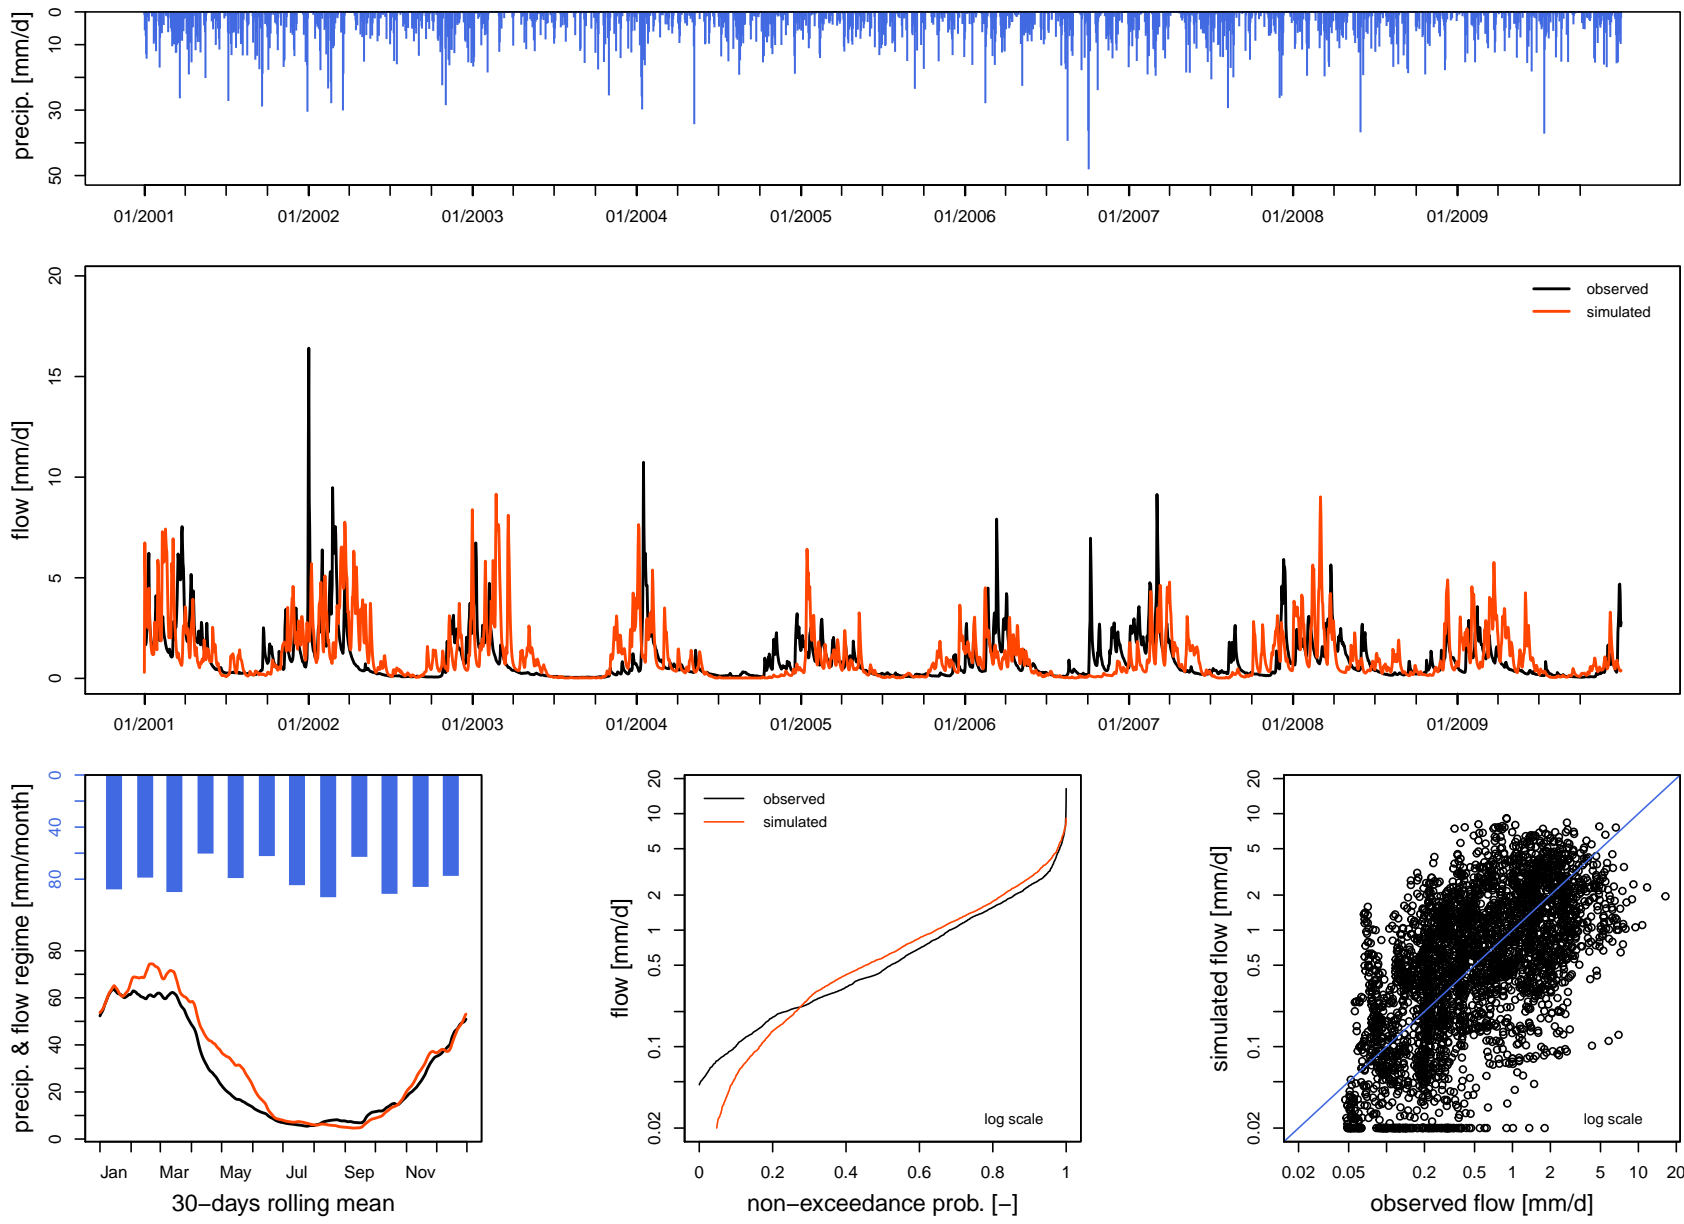 precip. [mm/d]
0
10
30
50
01/2001 01/2002 01/2003 01/2004 01/2005 01/2006 01/2007 01/2008 01/2009
flow [mm/d]
20
15
10
5
0
observed
simulated
01/2001 01/2002 01/2003 01/2004 01/2005 01/2006 01/2007 01/2008 01/2009
precip. & flow regime [mm/month]
0
40
80
80
60
40
20
0
Jan Mar May Jul Sep Nov
30−days rolling mean
flow [mm/d]
20
10
5
2
1
0.5
0.1
0.02
observed
simulated
log scale
0 0.2 0.4 0.6 0.8 1
non−exceedance prob. [−]
simulated flow [mm/d]
20
10
5
2
1
0.5
0.1
0.02
log scale
0.02 0.05 0.2 0.5 1 2 5 10 20
observed flow [mm/d]